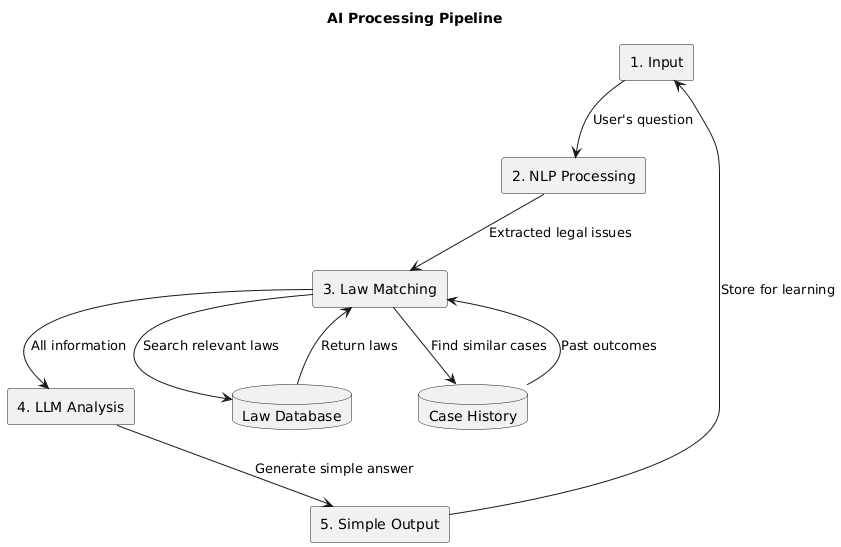 AI Processing Pipeline
1. Input
User's question
2. NLP Processing
Extracted legal issues
3. Law Matching
All information
Search relevant laws
Return laws
Find similar cases
Past outcomes
Store for learning
4. LLM Analysis
Law Database
Case History
Generate simple answer
5. Simple Output